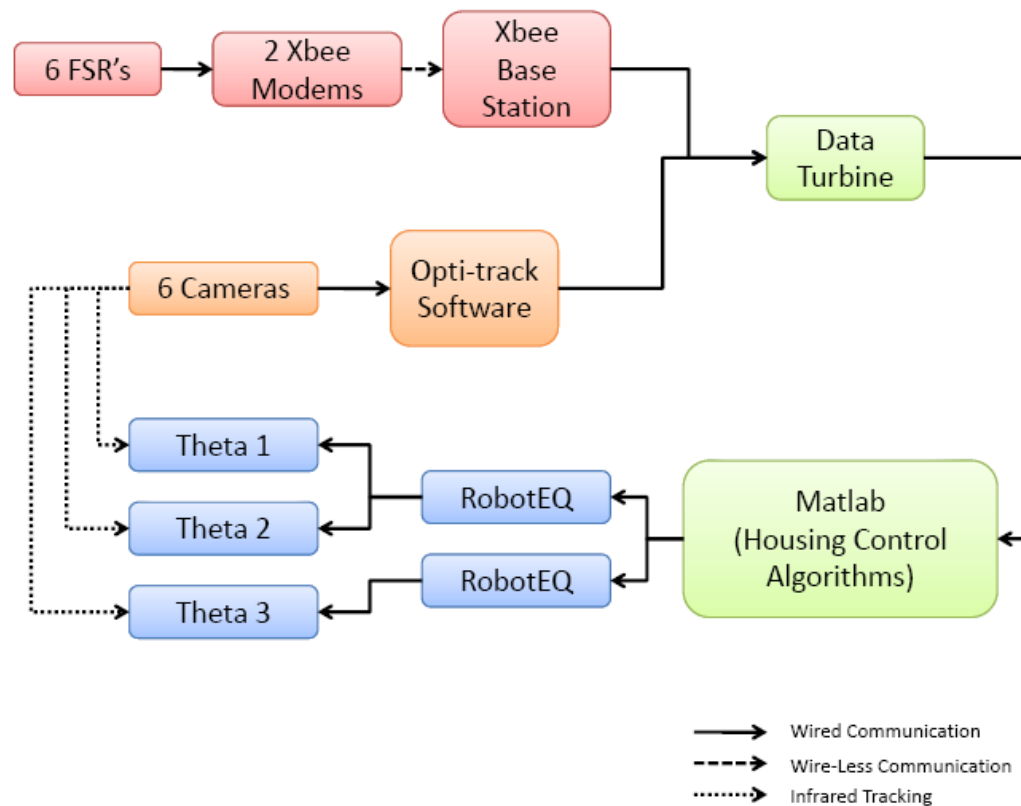 6 FSR's
2 Xbee
Modems
Xbee
Base
Station
Data
Turbine
6 Cameras
Opti-track
Software
Theta 1
Theta 2
Theta 3
RobotEQ
RobotEQ
Matlab
(Housing Control
Algorithms)
Wired Communication
Wire-Less Communication
Infrared Tracking